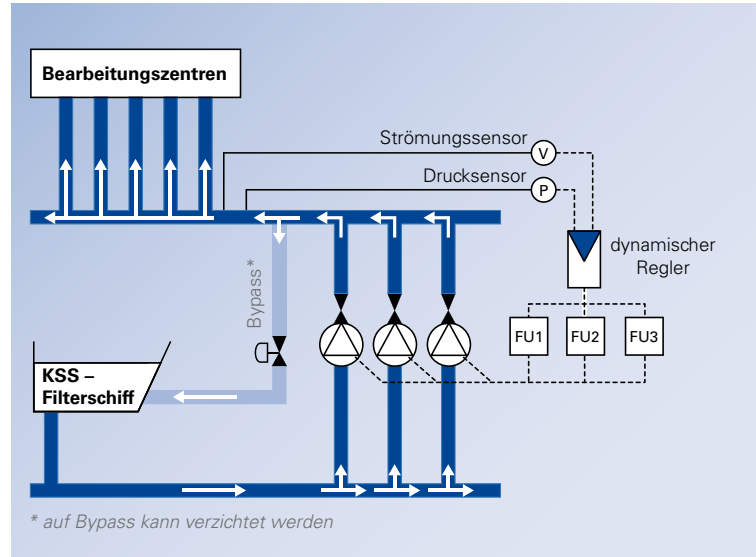 Bearbeitungszentren
Strömungssensor
V
Drucksensor
P
dynamischer
Regler
Bypass*
FU1
FU2
FU3
KSS –
Filterschiff
* auf Bypass kann verzichtet werden